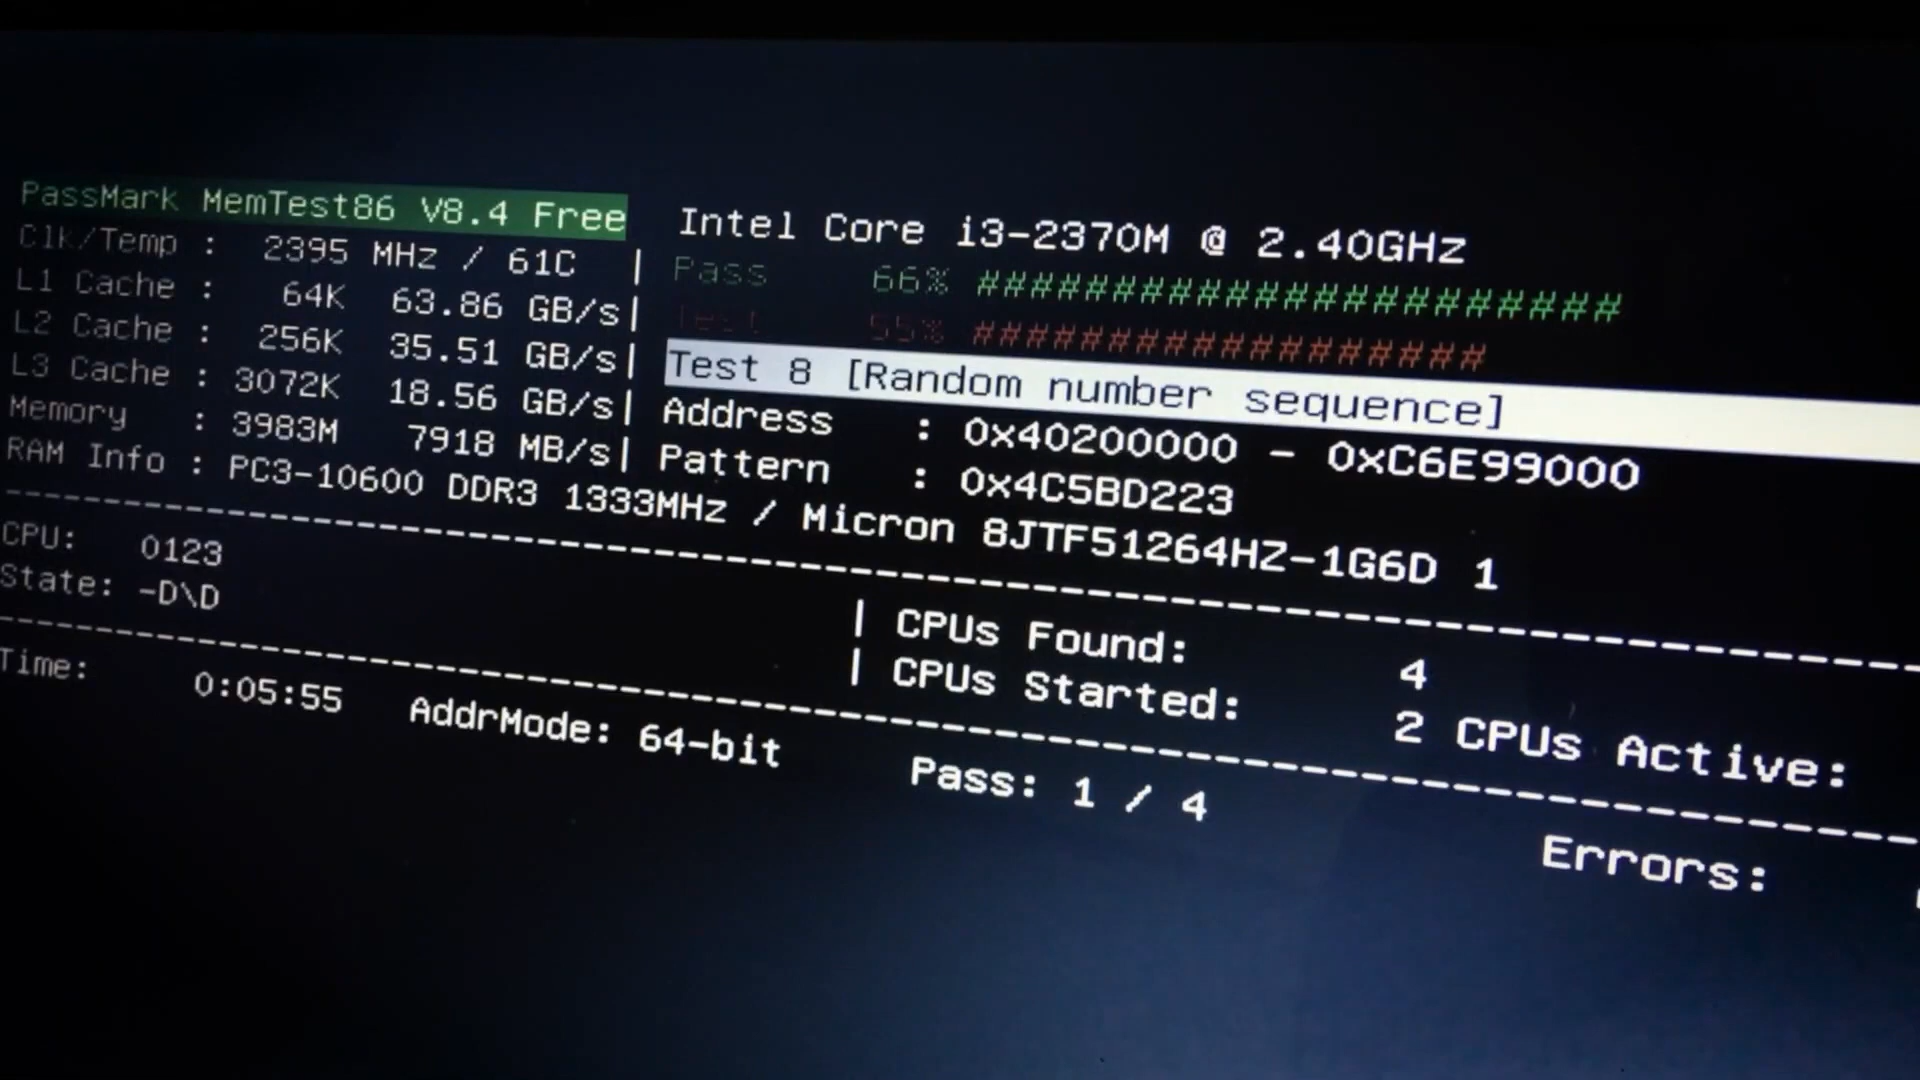 PassMark MemTest86 V8.4 Free Intel Core i3-2370M @ 2.40GHz
Clk/Temp : 2395 MHz / 61C | Pass 66% ########################
L1 Cache : 64K 63.86 GB/s| Test 55% ###################
L2 Cache : 256K 35.51 GB/s| Test 8 [Random number sequence]
L3 Cache : 3072K 18.56 GB/s| Address : 0x40200000 - 0xC6E99000
Memory : 3983M 7918 MB/s| Pattern : 0x4C5BD223
RAM Info : PC3-10600 DDR3 1333MHz / Micron 8JTF51264HZ-1G6D 1
CPU: 0123 | CPUs Found: 4
State: -D\D | CPUs Started: 2 CPUs Active:
Time: 0:05:55 AddrMode: 64-bit Pass: 1 / 4 Errors: